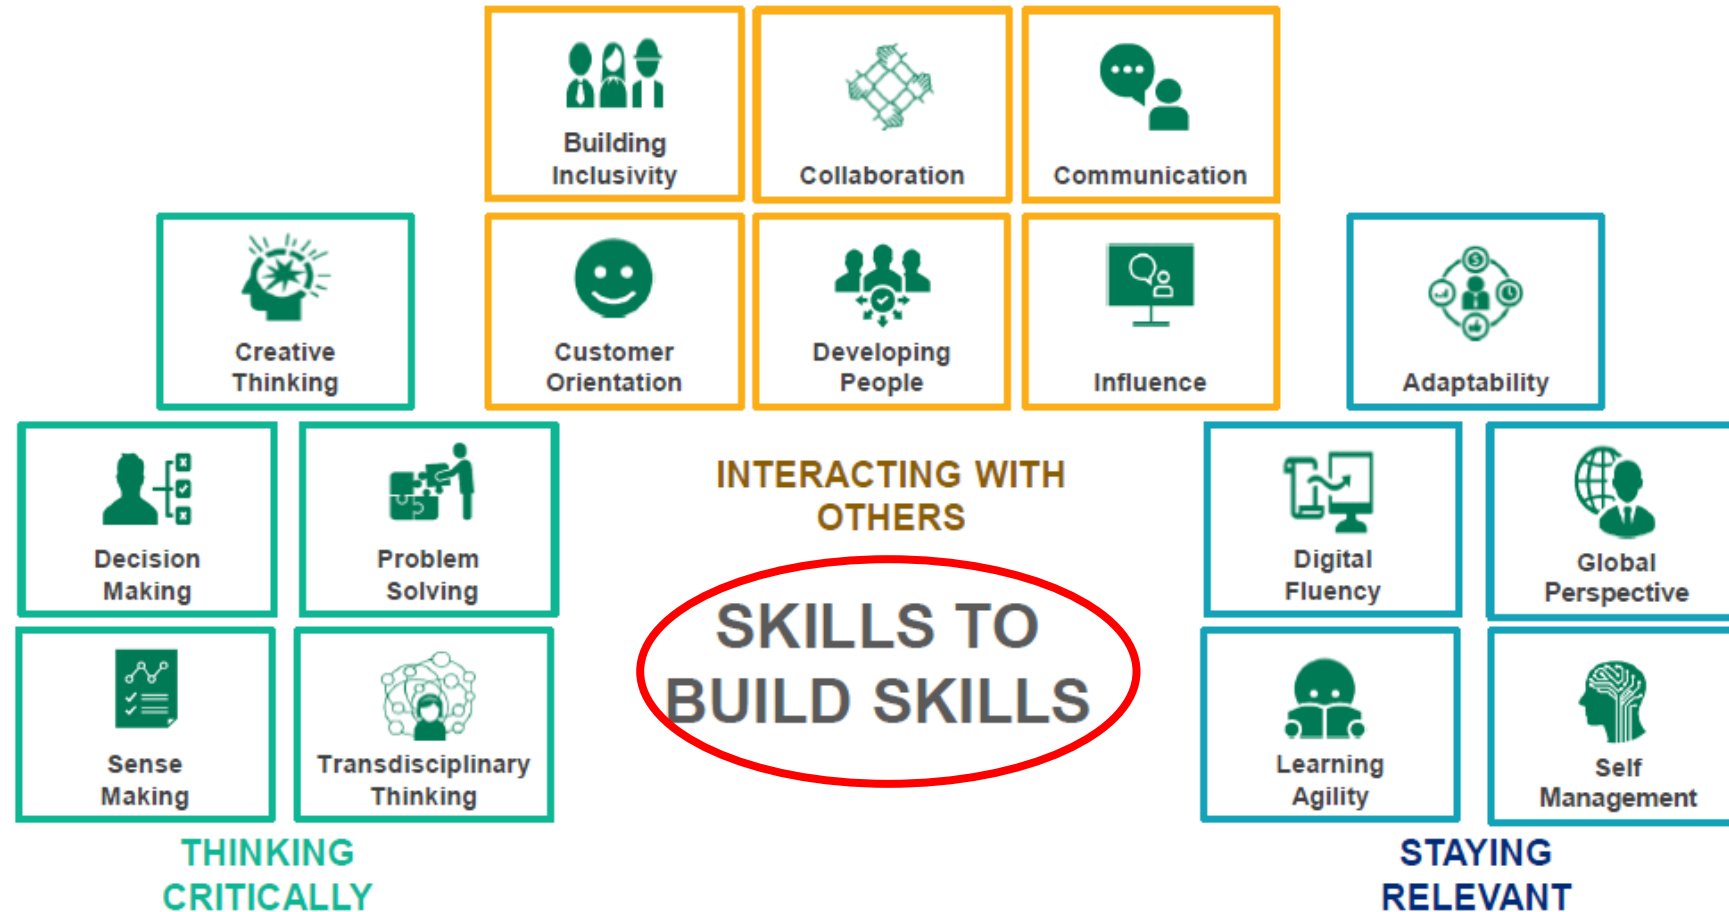 Building
Inclusivity
Collaboration
Communication
Creative
Thinking
Customer
Orientation
Developing
People
Influence
Adaptability
Decision
Making
Problem
Solving
INTERACTING WITH
OTHERS
Digital
Fluency
Global
Perspective
SKILLS TO
BUILD SKILLS
Sense
Making
Transdisciplinary
Thinking
Learning
Agility
Self
Management
THINKING
CRITICALLY
STAYING
RELEVANT